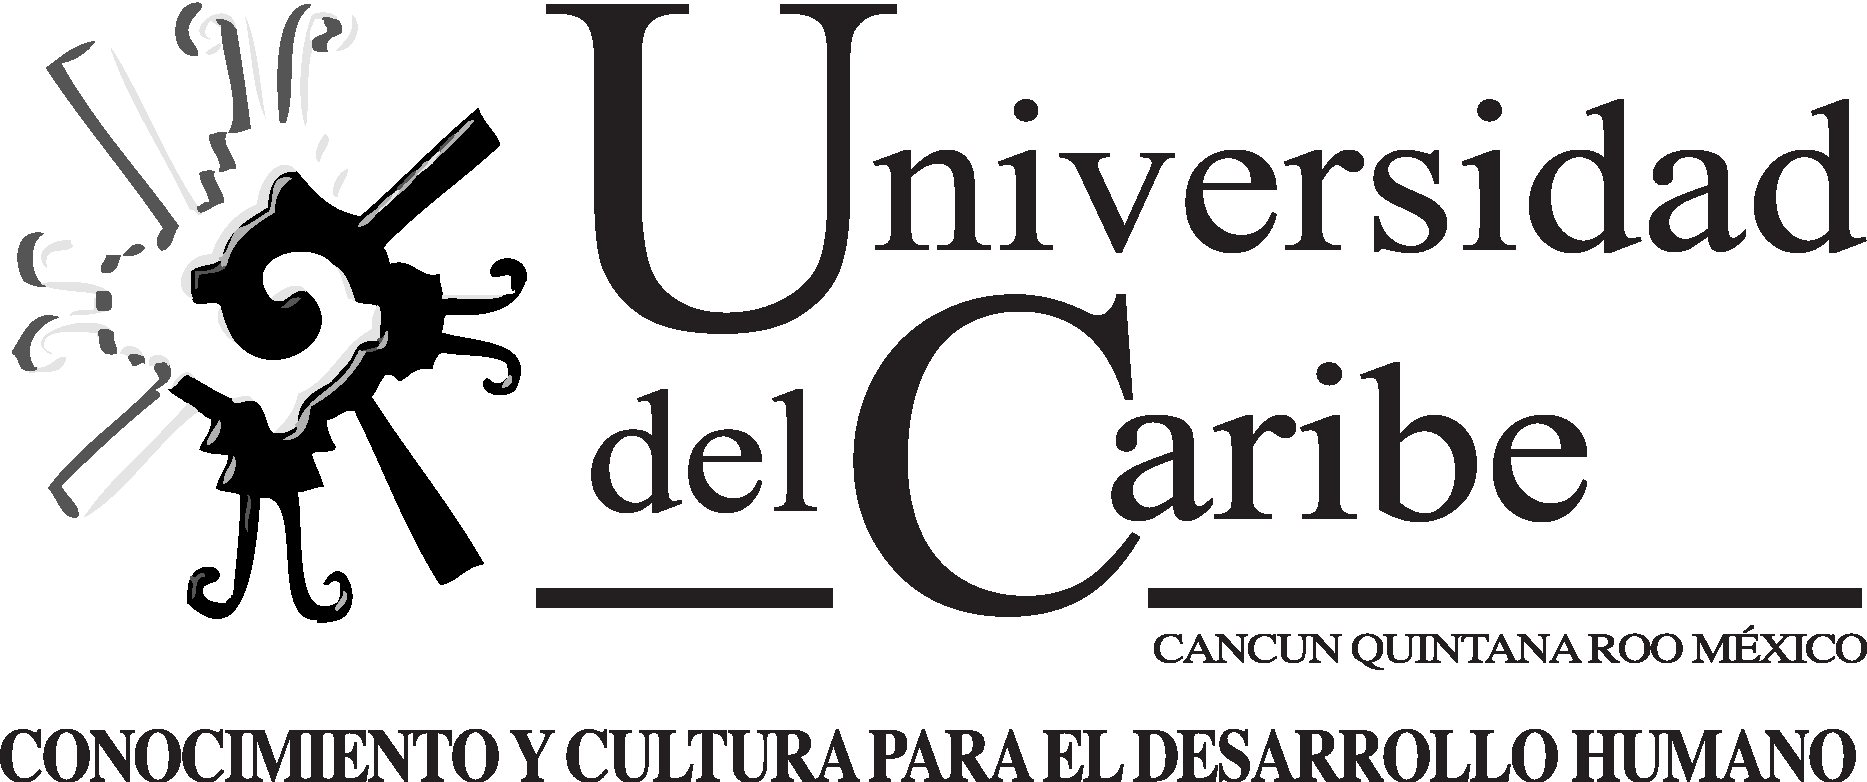 Universidad
del Caribe
CANCUN QUINTANA ROO MÉXICO
CONOCIMIENTO Y CULTURA PARA EL DESARROLLO HUMANO